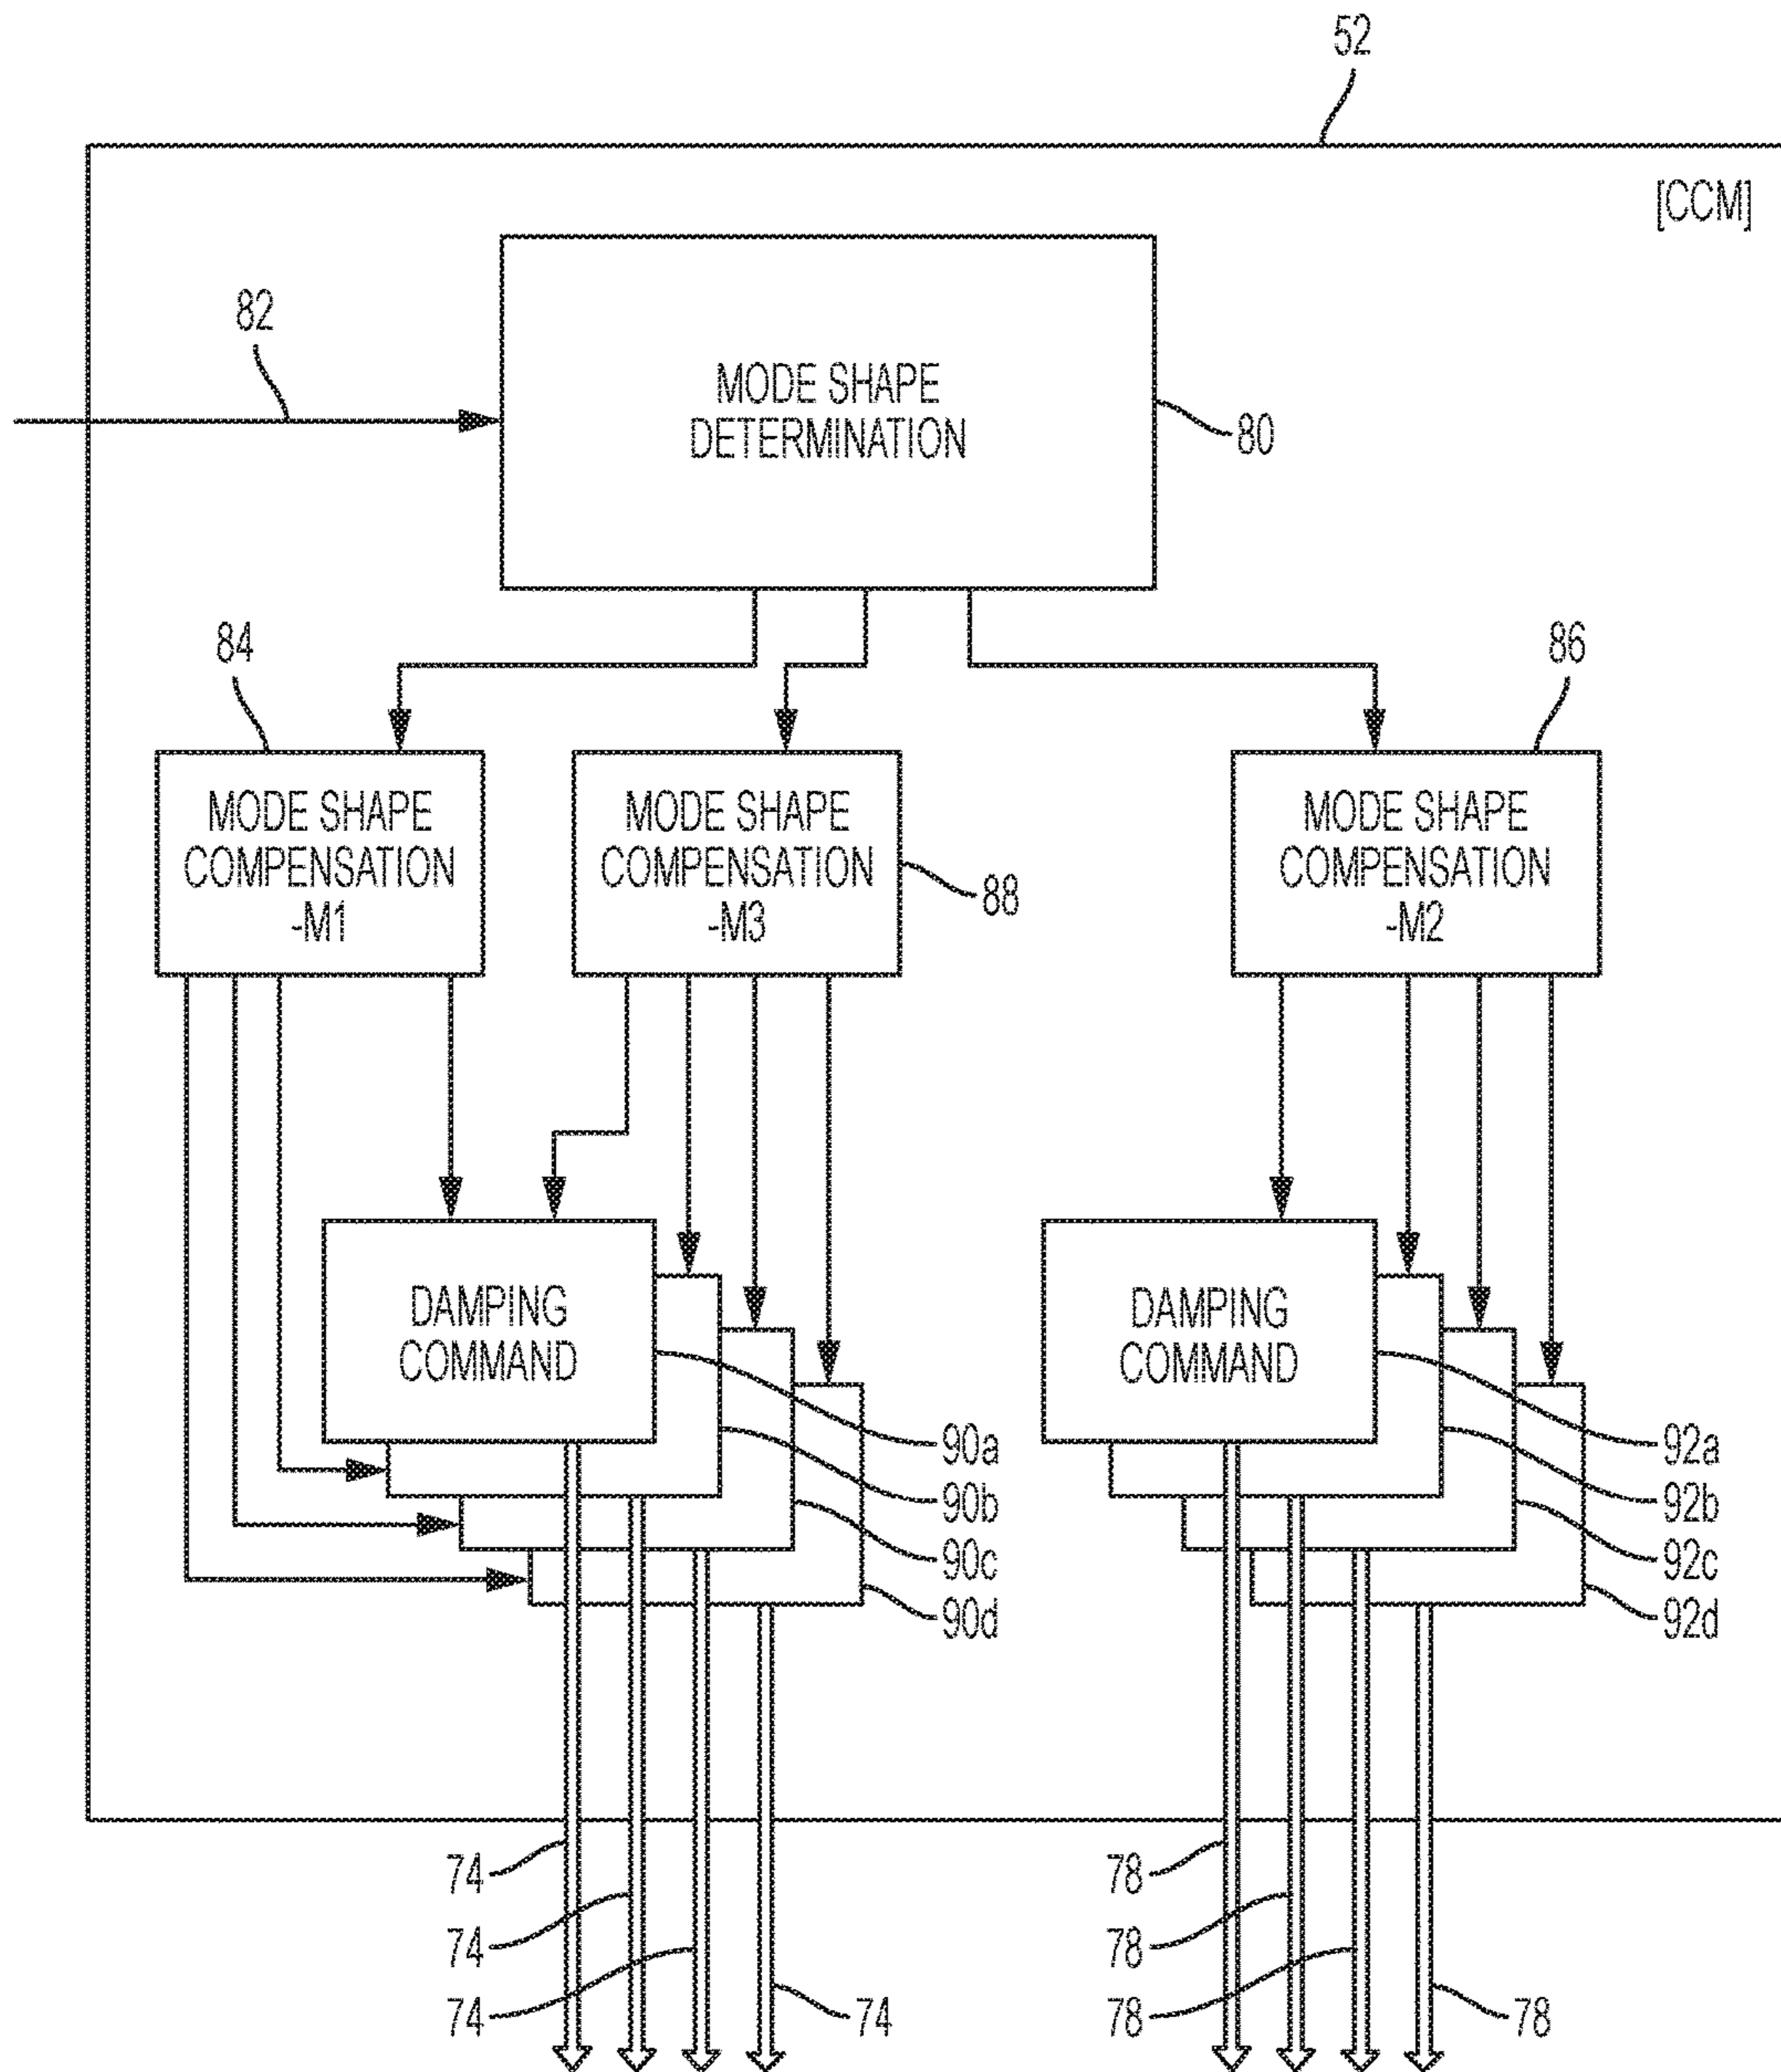 52
[CCM]
82
MODE SHAPE
DETERMINATION
80
84
86
MODE SHAPE
COMPENSATION
-M1
MODE SHAPE
COMPENSATION
-M3
88
MODE SHAPE
COMPENSATION
-M2
DAMPING
COMMAND
90a
90b
90c
90d
DAMPING
COMMAND
92a
92b
92c
92d
74
74
74
74
78
78
78
78